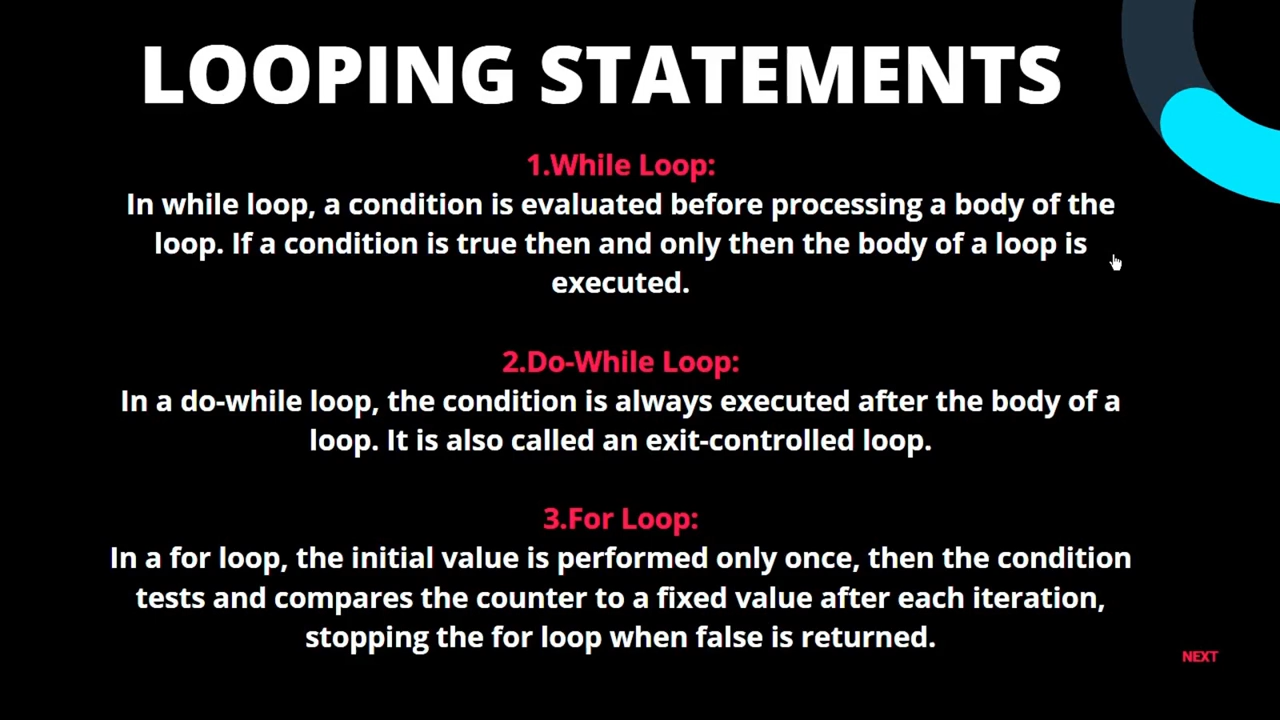 LOOPING STATEMENTS
1.While Loop:
In while loop, a condition is evaluated before processing a body of the
loop. If a condition is true then and only then the body of a loop is
executed.
2.Do-While Loop:
In a do-while loop, the condition is always executed after the body of a
loop. It is also called an exit-controlled loop.
3.For Loop:
In a for loop, the initial value is performed only once, then the condition
tests and compares the counter to a fixed value after each iteration,
stopping the for loop when false is returned.
NEXT